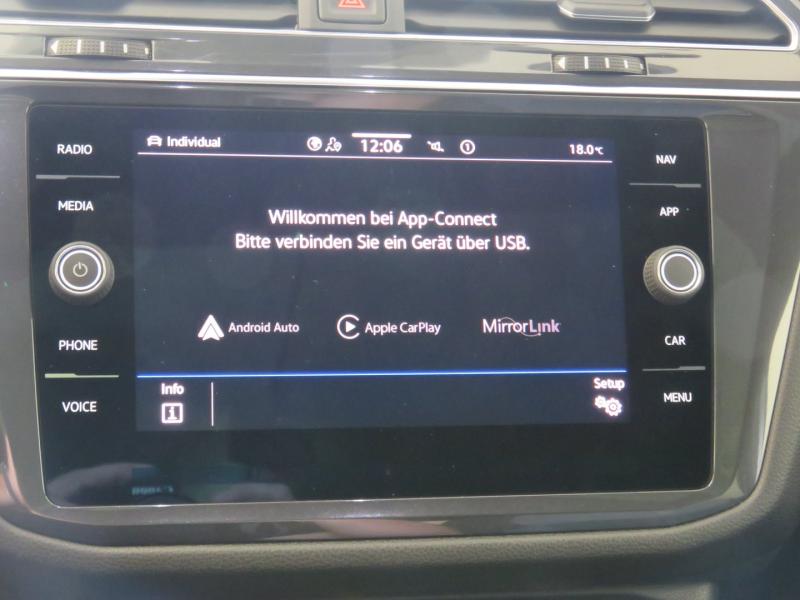 RADIO
MEDIA
PHONE
VOICE
Individual
12:06
1
18.0°C
Willkommen bei App-Connect
Bitte verbinden Sie ein Gerät über USB.
Android Auto
Apple CarPlay
MirrorLink
Info
Setup
NAV
APP
CAR
MENU